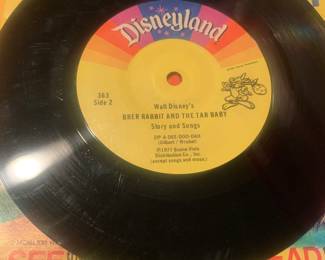 Disneyland
363
Side 2
Walt Disney's
BRER RABBIT AND THE TAR BABY
Story and Songs
ZIP-A-DEE-DOO-DAH
(Gilbert / Wrubel)
©1977 Buena Vista
Distribution Co., Inc.
(except songs and music)
SEE